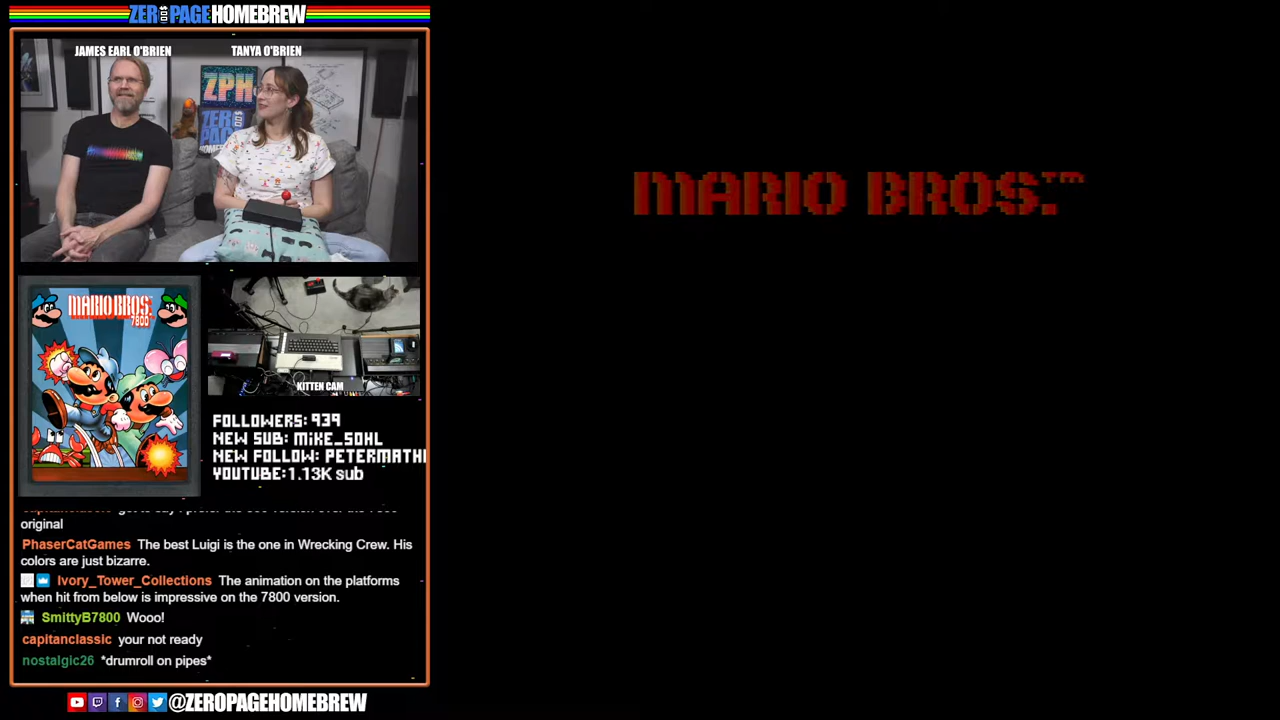 ZEROPAGE HOMEBREW
JAMES EARL O'BRIEN
TANYA O'BRIEN
ZPH
ZERO
PAGE
MARIO BROS.™
MARIO BROS.
7800
KITTEN CAM
FOLLOWERS: 939
NEW SUB: MIKE_SOHL
NEW FOLLOW: PETERMATH
YOUTUBE: 1.13K sub
original
PhaserCatGames The best Luigi is the one in Wrecking Crew. His
colors are just bizarre.
Ivory_Tower_Collections The animation on the platforms
when hit from below is impressive on the 7800 version.
SmittyB7800 Wooo!
capitanclassic your not ready
nostalgic26 *drumroll on pipes*
@ZEROPAGEHOMEBREW